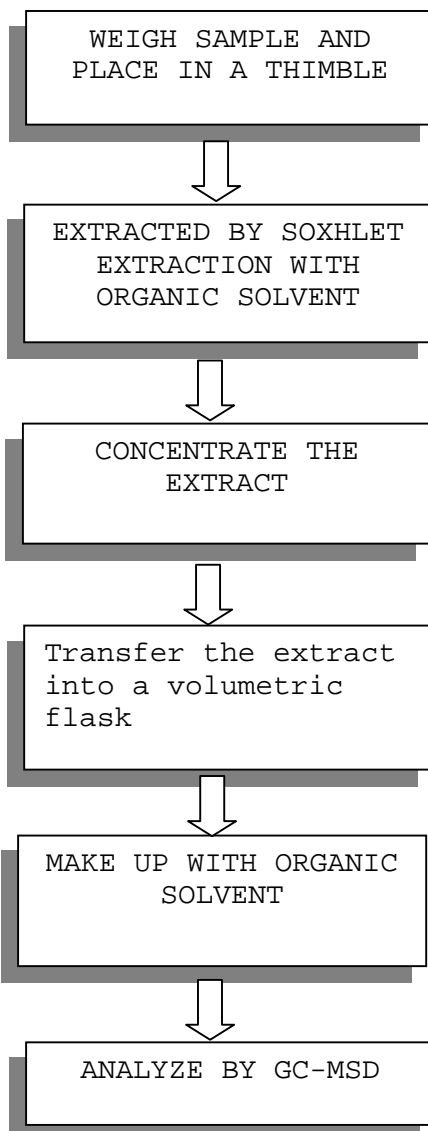 WEIGH SAMPLE AND
PLACE IN A THIMBLE
EXTRACTED BY SOXHLET
EXTRACTION WITH
ORGANIC SOLVENT
CONCENTRATE THE
EXTRACT
Transfer the extract
into a volumetric
flask
MAKE UP WITH ORGANIC
SOLVENT
ANALYZE BY GC-MSD